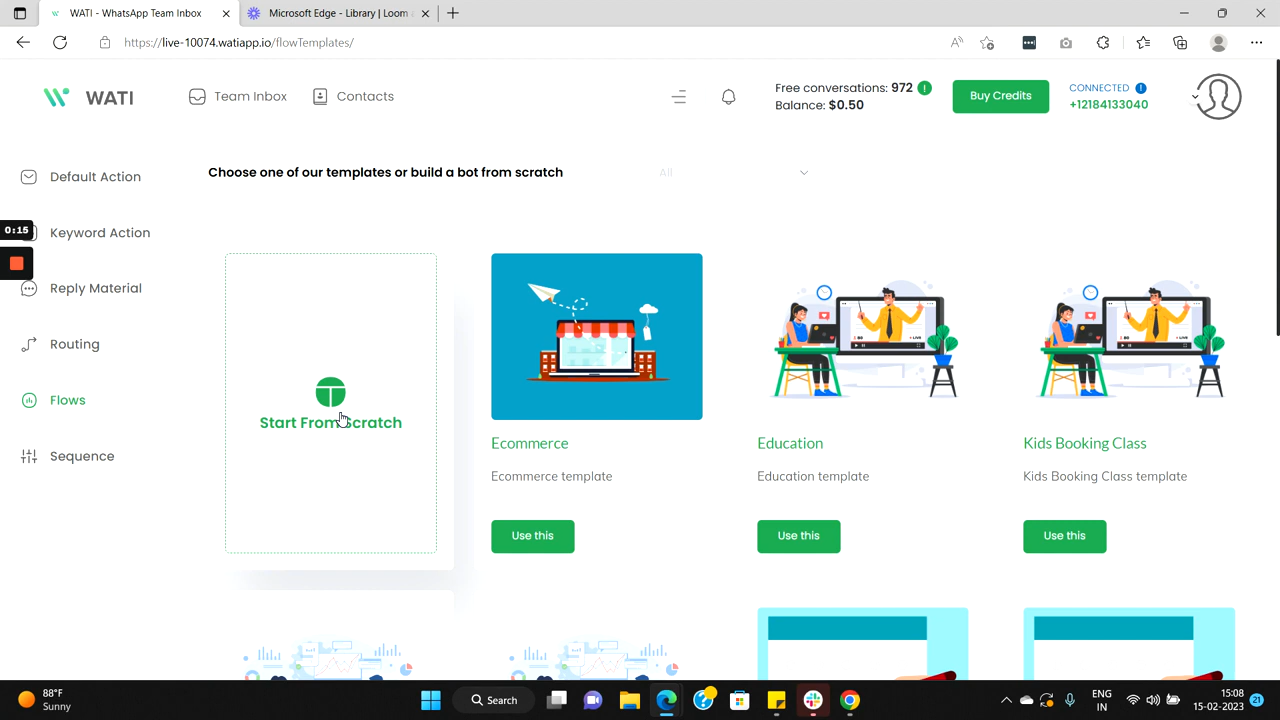 WATI - WhatsApp Team Inbox
Microsoft Edge - Library | Loom
https://live-10074.watiapp.io/flowTemplates/
WATI
Team Inbox
Contacts
Free conversations: 972
Balance: $0.50
Buy Credits
CONNECTED
+12184133040
Default Action
Keyword Action
Reply Material
Routing
Flows
Sequence
0:15
Choose one of our templates or build a bot from scratch
All
Start From Scratch
Ecommerce
Ecommerce template
Use this
Education
Education template
Use this
Kids Booking Class
Kids Booking Class template
Use this
88°F
Sunny
Search
ENG
IN
15:08
15-02-2023
21